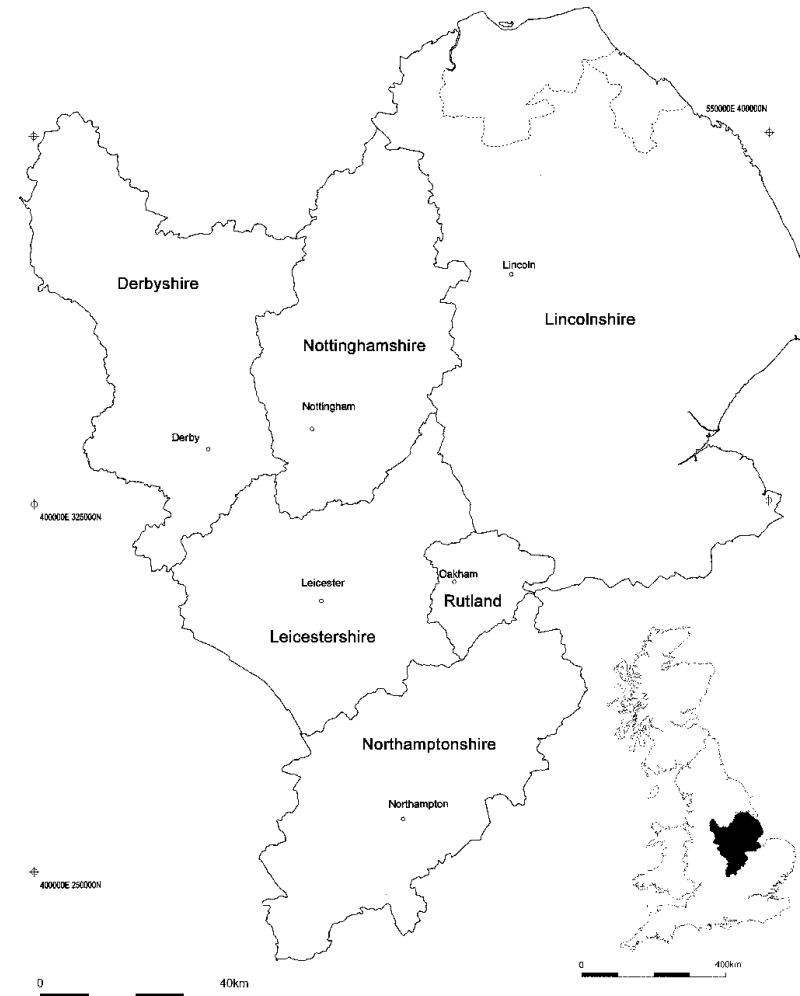 550000E 400000N
Lincoln
Derbyshire
Lincolnshire
Nottinghamshire
Nottingham
Derby
400000E 325000N
Oakham
Leicester
Rutland
Leicestershire
Northamptonshire
Northampton
400000E 250000N
0 400km
0 40km